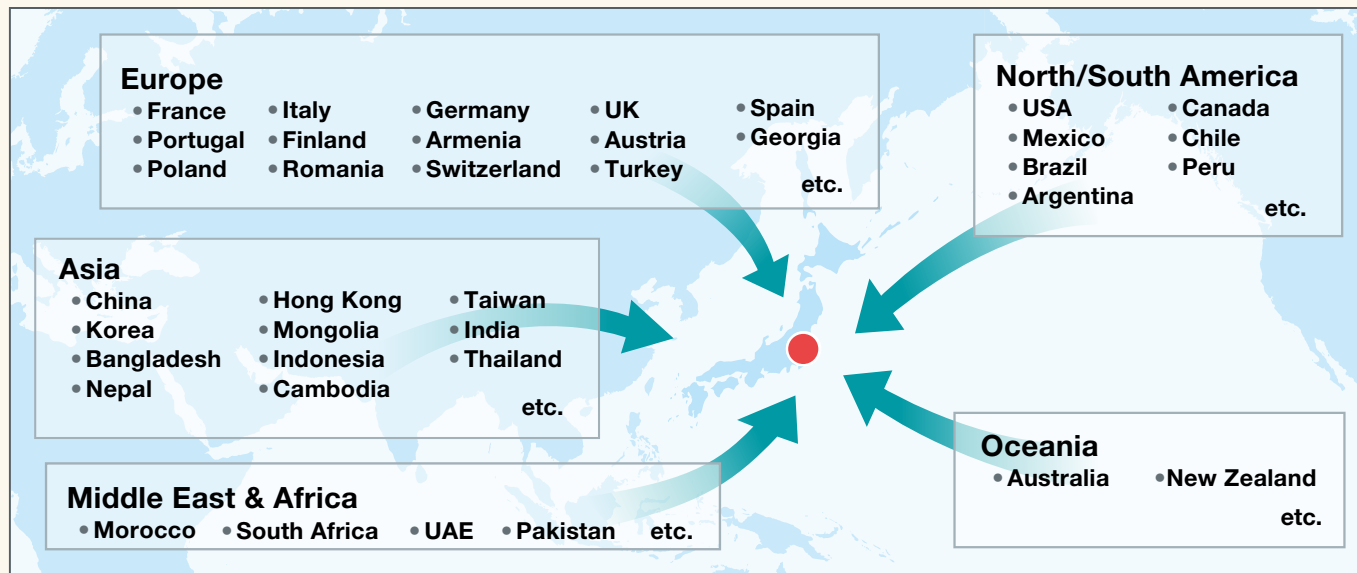 Europe
• France • Italy • Germany • UK • Spain
• Portugal • Finland • Armenia • Austria • Georgia
• Poland • Romania • Switzerland • Turkey
etc.
North/South America
• USA • Canada
• Mexico • Chile
• Brazil • Peru
• Argentina
etc.
Asia
• China • Hong Kong • Taiwan
• Korea • Mongolia • India
• Bangladesh • Indonesia • Thailand
• Nepal • Cambodia
etc.
Middle East & Africa
• Morocco • South Africa • UAE • Pakistan etc.
Oceania
• Australia • New Zealand
etc.